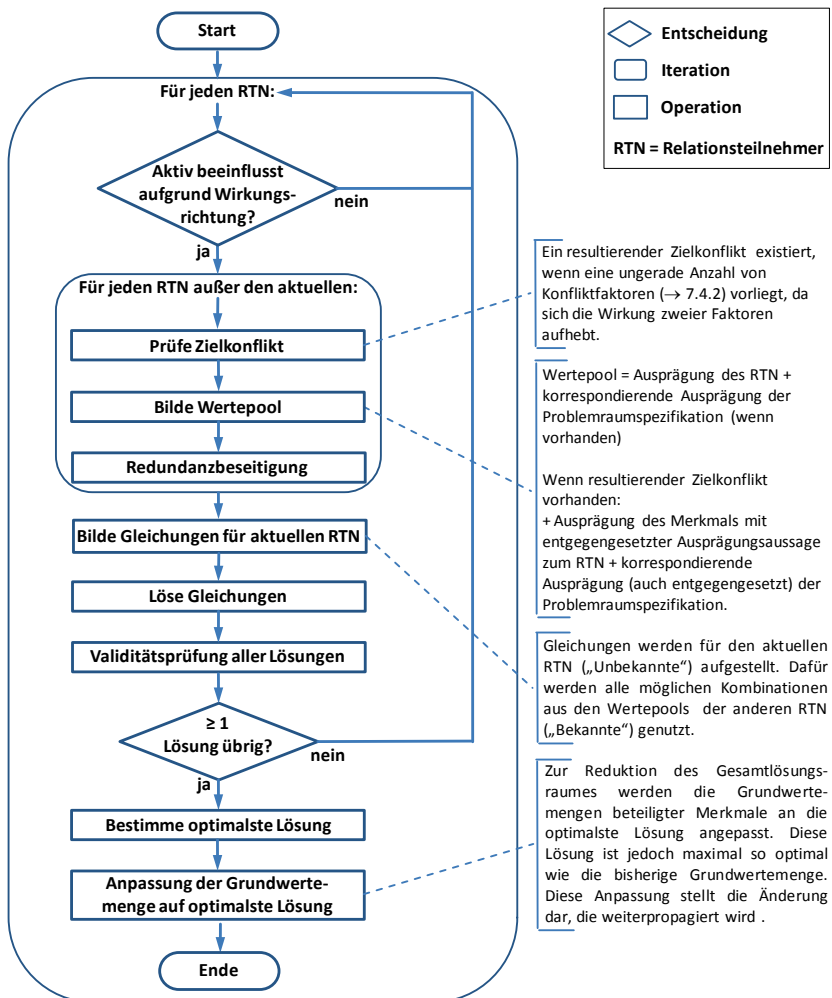 Start
Für jeden RTN:
Aktiv beeinflusst
aufgrund Wirkungs-
richtung?
nein
ja
Für jeden RTN außer den aktuellen:
Prüfe Zielkonflikt
Bilde Wertepool
Redundanzbeseitigung
Bilde Gleichungen für aktuellen RTN
Löse Gleichungen
Validitätsprüfung aller Lösungen
≥ 1
Lösung übrig?
nein
ja
Bestimme optimalste Lösung
Anpassung der Grundwerte-
menge auf optimalste Lösung
Ende
Entscheidung
Iteration
Operation
RTN = Relationsteilnehmer
Ein resultierender Zielkonflikt existiert,
wenn eine ungerade Anzahl von
Konfliktfaktoren (→ 7.4.2) vorliegt, da
sich die Wirkung zweier Faktoren
aufhebt.
Wertepool = Ausprägung des RTN +
korrespondierende Ausprägung der
Problemraumspezifikation (wenn
vorhanden)
Wenn resultierender Zielkonflikt
vorhanden:
+ Ausprägung des Merkmals mit
entgegengesetzter Ausprägungsaussage
zum RTN + korrespondierende
Ausprägung (auch entgegengesetzt) der
Problemraumspezifikation.
Gleichungen werden für den aktuellen
RTN („Unbekannte“) aufgestellt. Dafür
werden alle möglichen Kombinationen
aus den Wertepools der anderen RTN
(„Bekannte“) genutzt.
Zur Reduktion des Gesamtlösungs-
raumes werden die Grundwerte-
mengen beteiligter Merkmale an die
optimalste Lösung angepasst. Diese
Lösung ist jedoch maximal so optimal
wie die bisherige Grundwertemenge.
Diese Anpassung stellt die Änderung
dar, die weiterpropagiert wird .